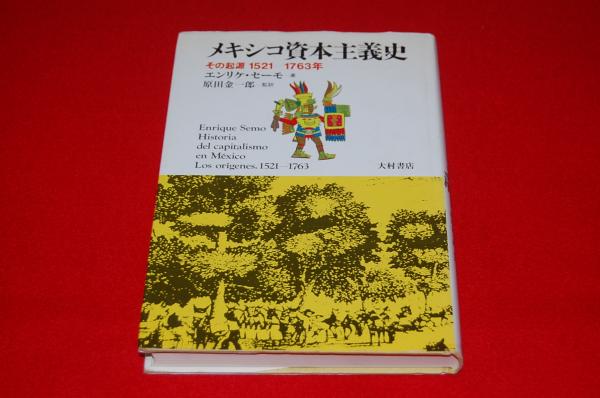 メキシコ資本主義史
その起源 1521 1763年
エンリケ・セーモ 著
原田金一郎 監訳
Enrique Semo
Historia
del capitalismo
en México
Los orígenes. 1521—1763
大村書店